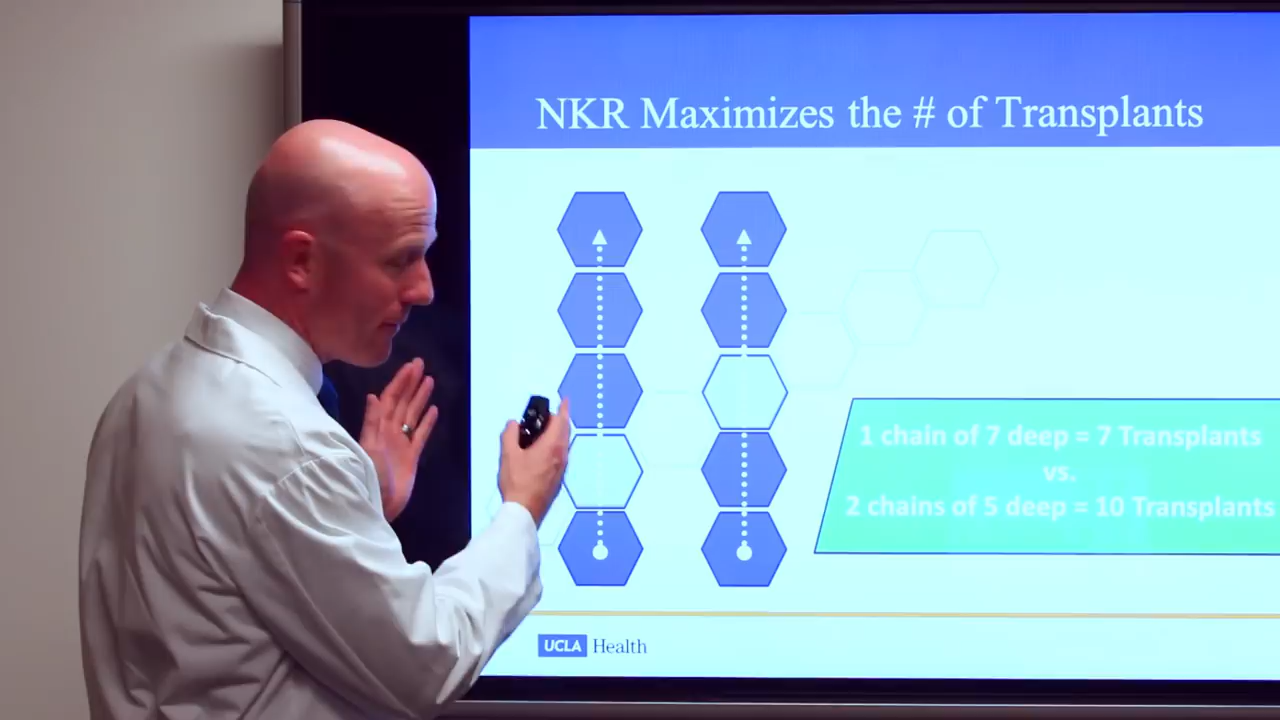 NKR Maximizes the # of Transplants
1 chain of 7 deep = 7 Transplants
vs.
2 chains of 5 deep = 10 Transplants
UCLA Health